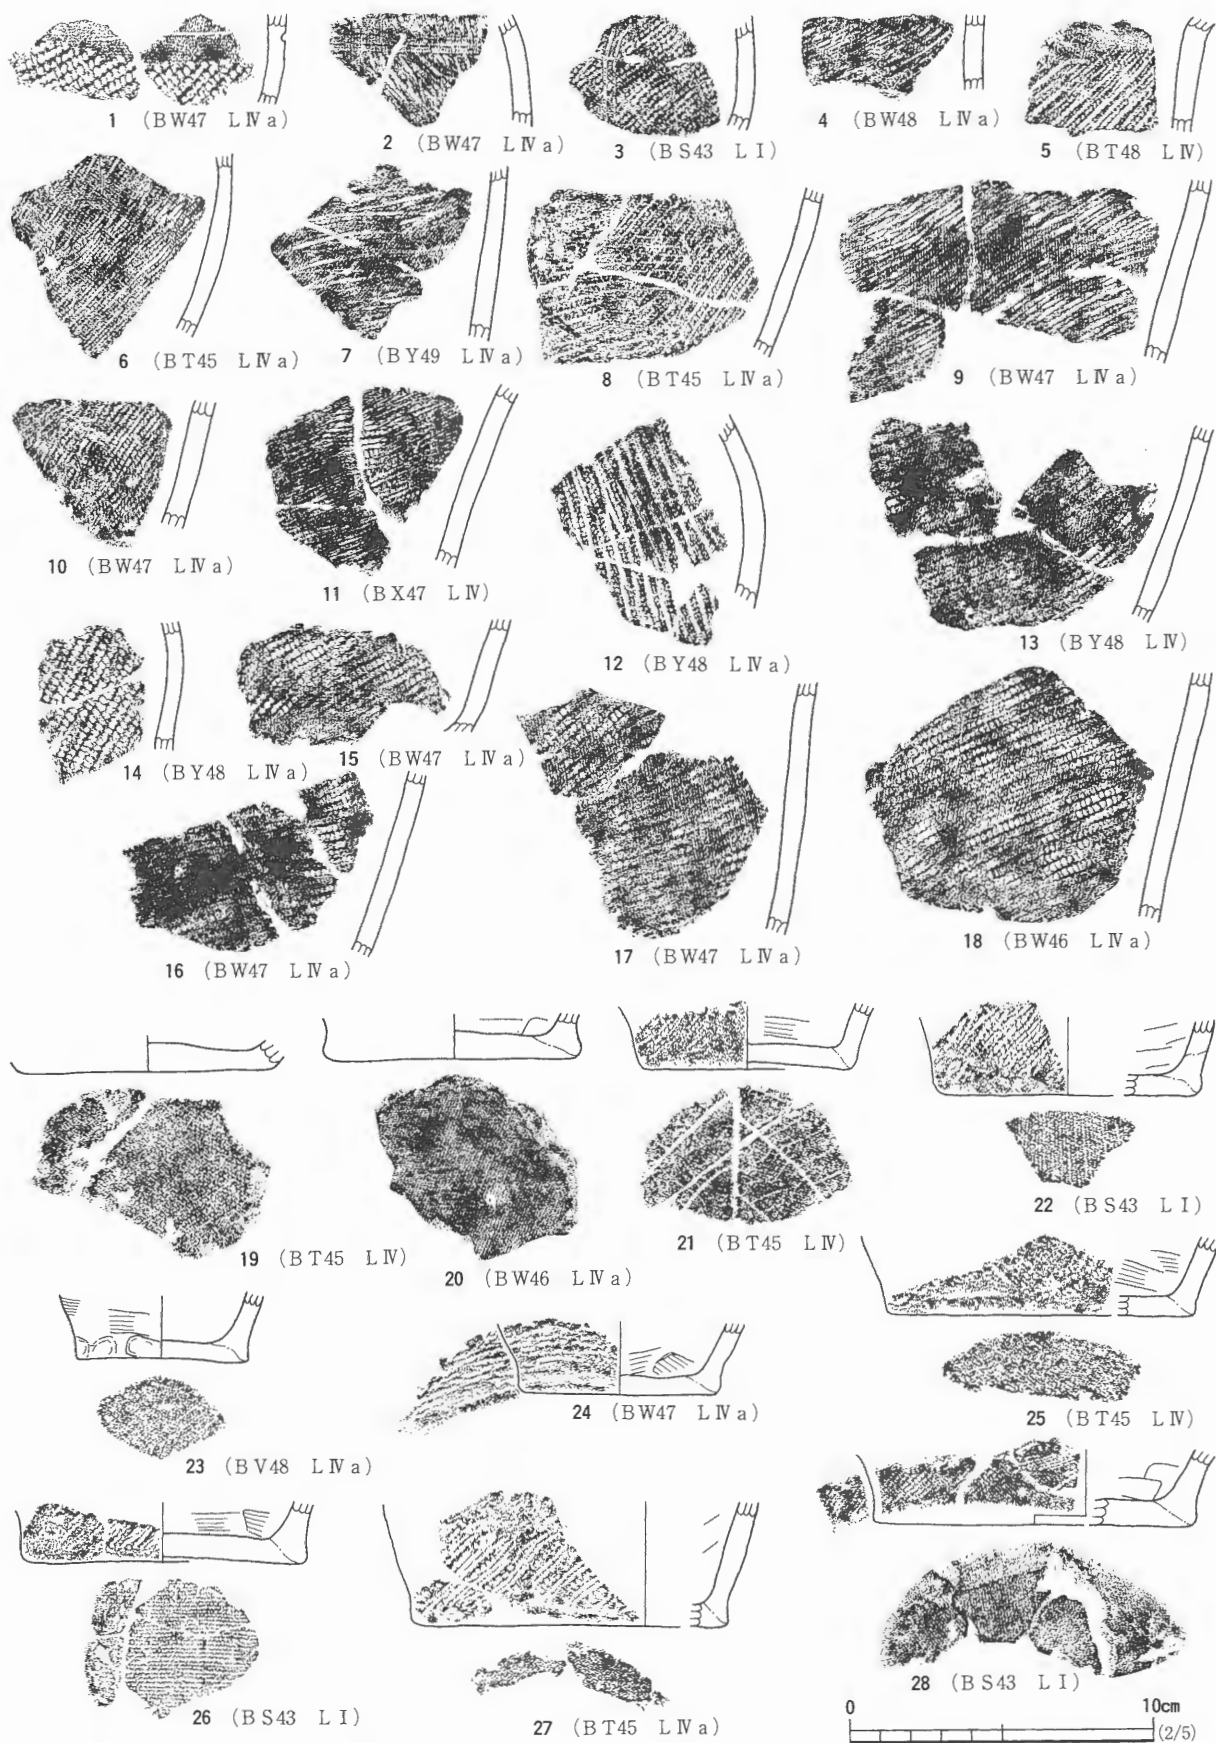 1 (BW47 LⅣa)
2 (BW47 LⅣa)
3 (BS43 LⅠ)
4 (BW48 LⅣa)
5 (BT48 LⅣ)
6 (BT45 LⅣa)
7 (BY49 LⅣa)
8 (BT45 LⅣa)
9 (BW47 LⅣa)
10 (BW47 LⅣa)
11 (BX47 LⅣ)
12 (BY48 LⅣa)
13 (BY48 LⅣ)
14 (BY48 LⅣa)
15 (BW47 LⅣa)
16 (BW47 LⅣa)
17 (BW47 LⅣa)
18 (BW46 LⅣa)
19 (BT45 LⅣ)
20 (BW46 LⅣa)
21 (BT45 LⅣ)
22 (BS43 LⅠ)
23 (BV48 LⅣa)
24 (BW47 LⅣa)
25 (BT45 LⅣ)
26 (BS43 LⅠ)
27 (BT45 LⅣa)
28 (BS43 LⅠ)
0 10cm
(2/5)